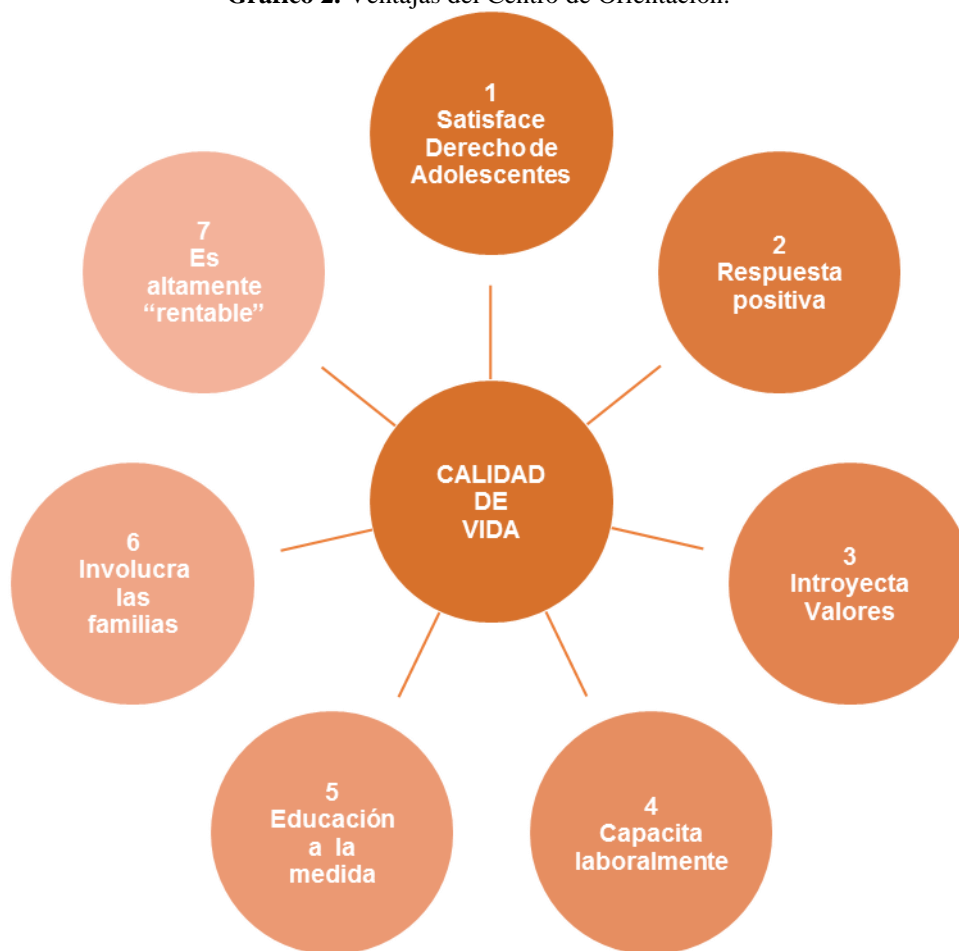 Gráfico 2. Ventajas del Centro de Orientación.
1
Satisface
Derecho de
Adolescentes
2
Respuesta
positiva
3
Introyecta
Valores
4
Capacita
laboralmente
5
Educación
a la
medida
6
Involucra
las
familias
7
Es
altamente
“rentable”
CALIDAD
DE
VIDA